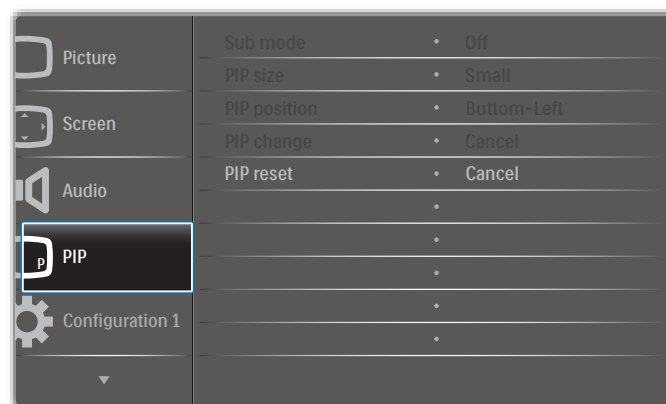 Picture
Screen
Audio
P
PIP
Configuration 1
Sub mode • Off
PIP size • Small
PIP position • Buttom-Left
PIP change • Cancel
PIP reset • Cancel